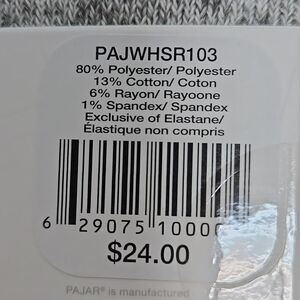 PAJWHSR103
80% Polyester/ Polyester
13% Cotton/ Coton
6% Rayon/ Rayoone
1% Spandex/ Spandex
Exclusive of Elastane/
Élastique non compris
6 29075 1000
$24.00
PAJAR® is manufactured